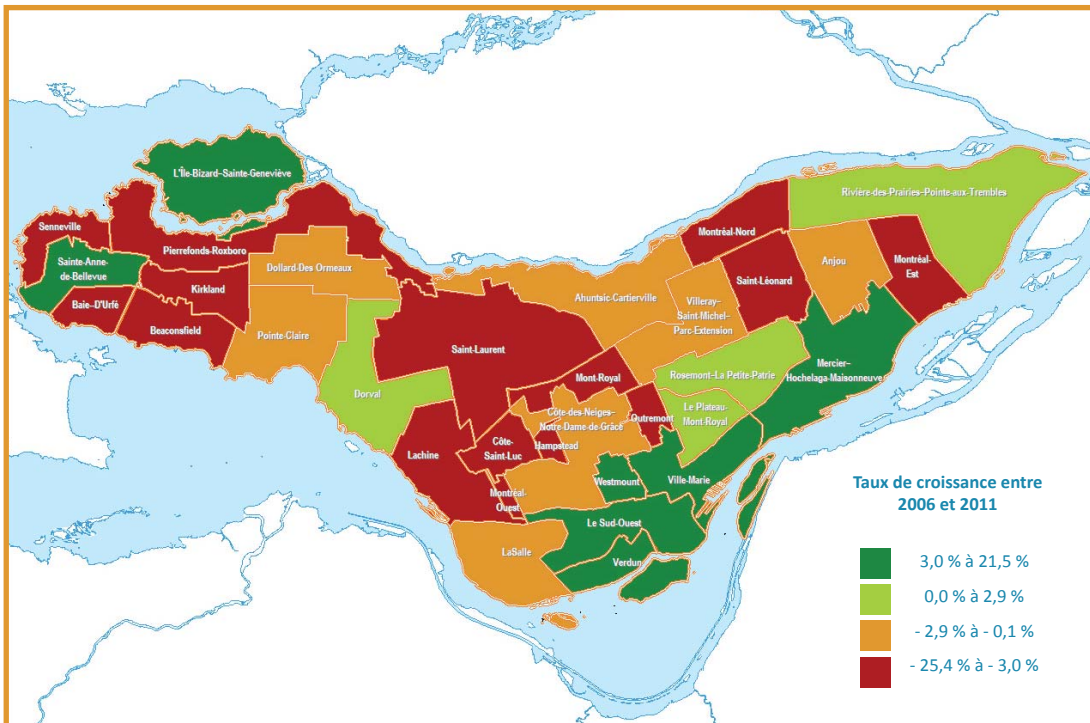 L'Île-Bizard–Sainte-Geneviève
Rivière-des-Prairies–Pointe-aux-Trembles
Senneville
Montréal-Nord
Pierrefonds-Roxboro
Sainte-Anne-
de-Bellevue
Dollard-Des Ormeaux
Anjou
Montréal-
Est
Saint-Léonard
Kirkland
Ahuntsic-Cartierville
Villeray–
Saint-Michel–
Parc-Extension
Baie–D'Urfé
Beaconsfield
Pointe-Claire
Saint-Laurent
Mercier–
Hochelaga-Maisonneuve
Mont-Royal
Rosemont–La Petite-Patrie
Dorval
Le Plateau-
Mont-Royal
Côte-des-Neiges–
Notre-Dame-de-Grâce
Outremont
Côte-
Saint-Luc
Hampstead
Lachine
Westmount
Ville-Marie
Montréal-
Ouest
Le Sud-Ouest
LaSalle
Verdun
Taux de croissance entre
2006 et 2011
3,0 % à 21,5 %
0,0 % à 2,9 %
- 2,9 % à - 0,1 %
- 25,4 % à - 3,0 %